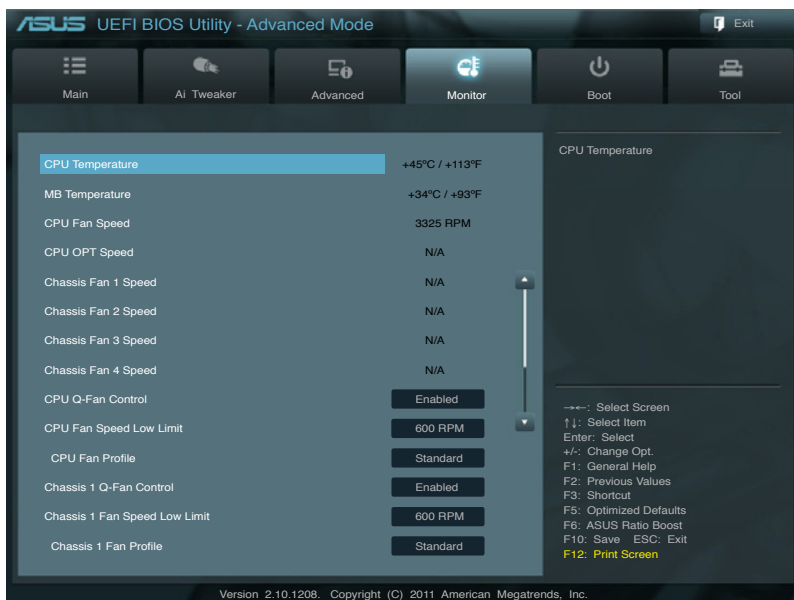 ASUS UEFI BIOS Utility - Advanced Mode
Exit
Main Ai Tweaker Advanced Monitor Boot Tool
CPU Temperature +45ºC / +113ºF
MB Temperature +34ºC / +93ºF
CPU Fan Speed 3325 RPM
CPU OPT Speed N/A
Chassis Fan 1 Speed N/A
Chassis Fan 2 Speed N/A
Chassis Fan 3 Speed N/A
Chassis Fan 4 Speed N/A
CPU Q-Fan Control Enabled
CPU Fan Speed Low Limit 600 RPM
CPU Fan Profile Standard
Chassis 1 Q-Fan Control Enabled
Chassis 1 Fan Speed Low Limit 600 RPM
Chassis 1 Fan Profile Standard
CPU Temperature
→←: Select Screen
↑↓: Select Item
Enter: Select
+/-: Change Opt.
F1: General Help
F2: Previous Values
F3: Shortcut
F5: Optimized Defaults
F6: ASUS Ratio Boost
F10: Save ESC: Exit
F12: Print Screen
Version 2.10.1208. Copyright (C) 2011 American Megatrends, Inc.